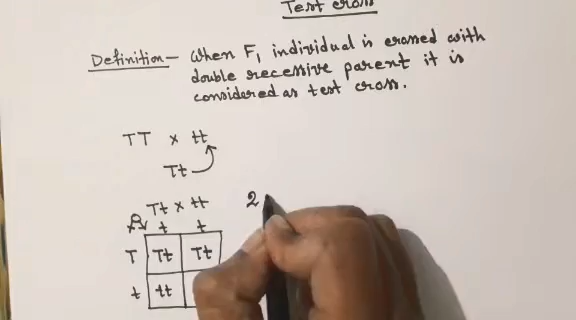 Test cross
Definition - When F1 individual is crossed with
double recessive parent it is
considered as test cross.
TT × tt
Tt
Tt × tt
t t
T Tt Tt
t tt
2